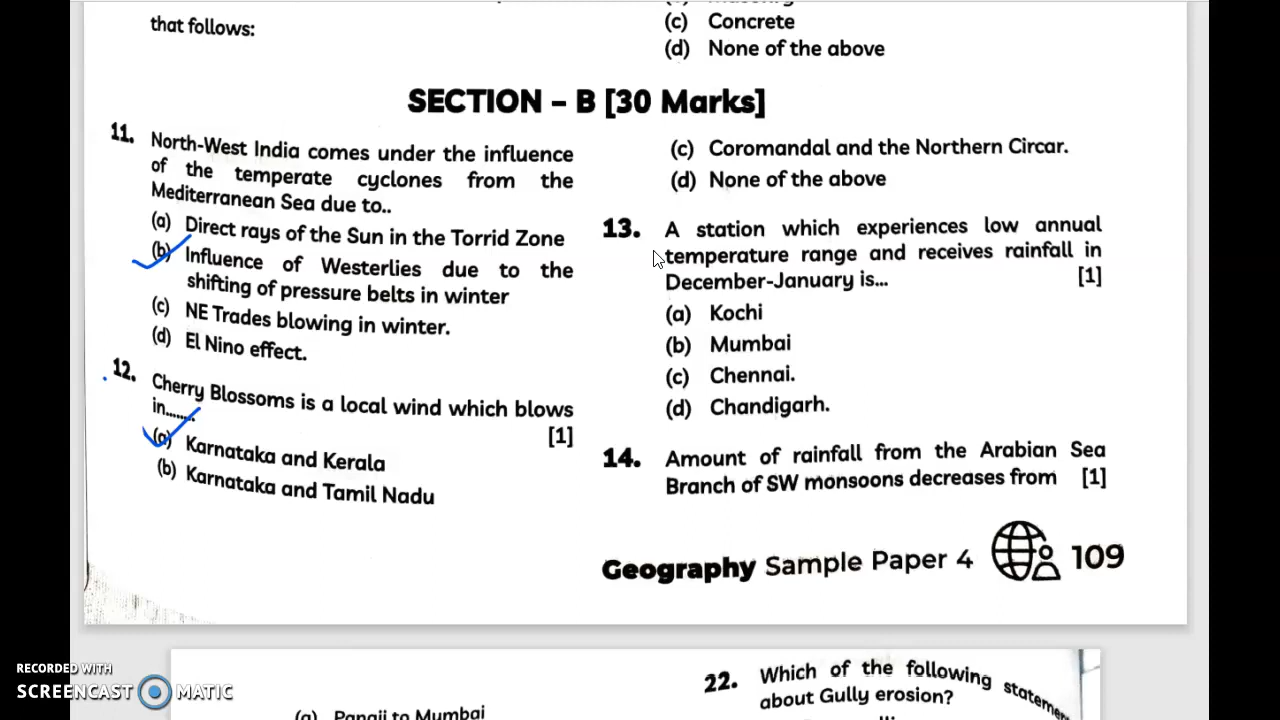 that follows:
(c) Concrete
(d) None of the above
SECTION – B [30 Marks]
11. North-West India comes under the influence
of the temperate cyclones from the
Mediterranean Sea due to..
(a) Direct rays of the Sun in the Torrid Zone
(b) Influence of Westerlies due to the
shifting of pressure belts in winter
(c) NE Trades blowing in winter.
(d) El Nino effect.
12. Cherry Blossoms is a local wind which blows
in....... [1]
(a) Karnataka and Kerala
(b) Karnataka and Tamil Nadu
(c) Coromandal and the Northern Circar.
(d) None of the above
13. A station which experiences low annual
temperature range and receives rainfall in
December-January is... [1]
(a) Kochi
(b) Mumbai
(c) Chennai.
(d) Chandigarh.
14. Amount of rainfall from the Arabian Sea
Branch of SW monsoons decreases from [1]
Geography Sample Paper 4 109
(a) Panaji to Mumbai
22. Which of the following
about Gully erosion?
RECORDED WITH
SCREENCAST MATIC